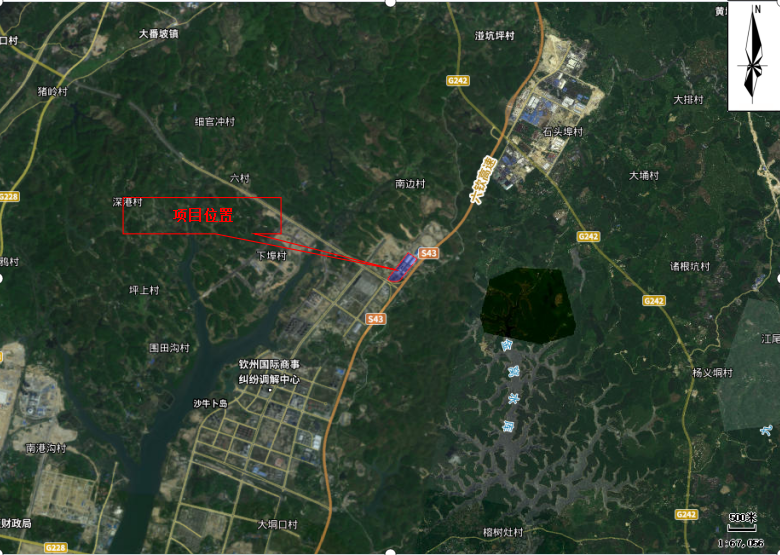 黄
N
大番坡镇
湴坑坪村
口村
G242
猪岭村
大排村
细官冲村
石头埠村
六钦高速
六村
大埇村
南边村
G228
深港村
项目位置
G242
S43
下埠村
鸡村
诸根坑村
坪上村
G242
S43
江尾
围田沟村
钦州国际商事
纠纷调解中心
杨义垌村
沙牛卜岛
南港沟村
G242
500米
财政局
大垌口村
榕树灶村
1:67,056
G228